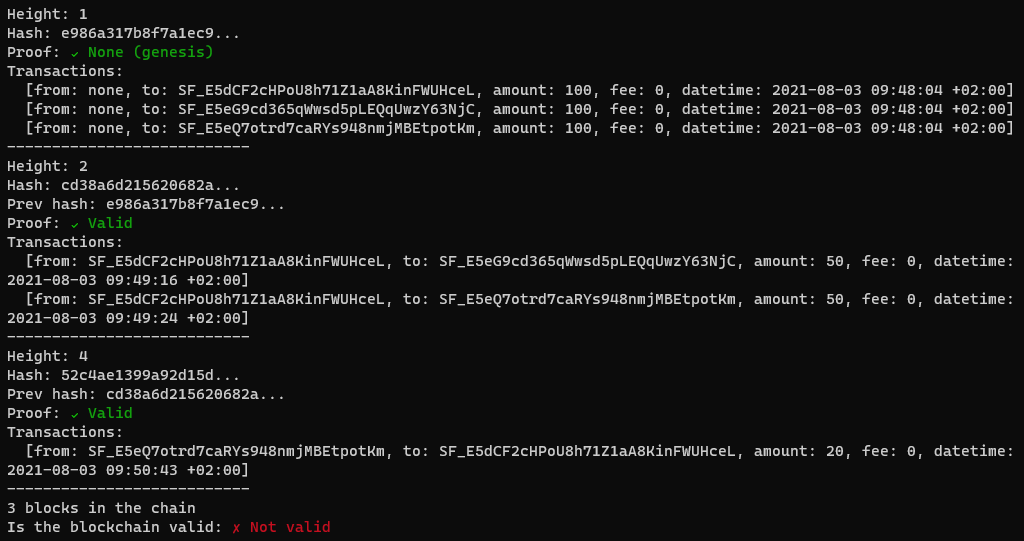 Height: 1
Hash: e986a317b8f7a1ec9...
Proof: ✓ None (genesis)
Transactions:
  [from: none, to: SF_E5dCF2cHPoU8h71Z1aA8KinFWUHceL, amount: 100, fee: 0, datetime: 2021-08-03 09:48:04 +02:00]
  [from: none, to: SF_E5eG9cd365qWwsd5pLEQqUwzY63NjC, amount: 100, fee: 0, datetime: 2021-08-03 09:48:04 +02:00]
  [from: none, to: SF_E5eQ7otrd7caRYs948nmjMBEtpotKm, amount: 100, fee: 0, datetime: 2021-08-03 09:48:04 +02:00]
---------------------------
Height: 2
Hash: cd38a6d215620682a...
Prev hash: e986a317b8f7a1ec9...
Proof: ✓ Valid
Transactions:
  [from: SF_E5dCF2cHPoU8h71Z1aA8KinFWUHceL, to: SF_E5eG9cd365qWwsd5pLEQqUwzY63NjC, amount: 50, fee: 0, datetime:
2021-08-03 09:49:16 +02:00]
  [from: SF_E5dCF2cHPoU8h71Z1aA8KinFWUHceL, to: SF_E5eQ7otrd7caRYs948nmjMBEtpotKm, amount: 50, fee: 0, datetime:
2021-08-03 09:49:24 +02:00]
---------------------------
Height: 4
Hash: 52c4ae1399a92d15d...
Prev hash: cd38a6d215620682a...
Proof: ✓ Valid
Transactions:
  [from: SF_E5eQ7otrd7caRYs948nmjMBEtpotKm, to: SF_E5dCF2cHPoU8h71Z1aA8KinFWUHceL, amount: 20, fee: 0, datetime:
2021-08-03 09:50:43 +02:00]
---------------------------
3 blocks in the chain
Is the blockchain valid: ✗ Not valid